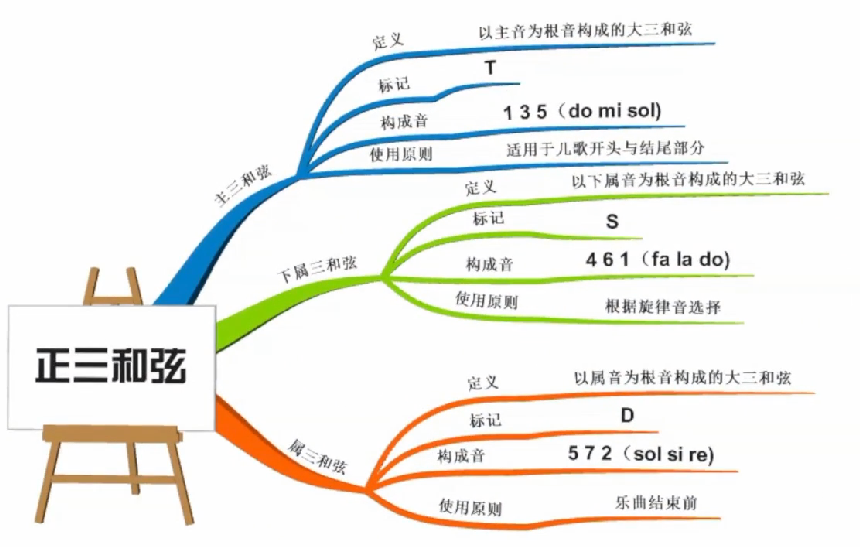 正三和弦
主三和弦
定义
以主音为根音构成的大三和弦
标记
T
构成音
1 3 5（do mi sol)
使用原则
适用于儿歌开头与结尾部分
下属三和弦
定义
以下属音为根音构成的大三和弦
标记
S
构成音
4 6 1（fa la do)
使用原则
根据旋律音选择
属三和弦
定义
以属音为根音构成的大三和弦
标记
D
构成音
5 7 2（sol si re)
使用原则
乐曲结束前